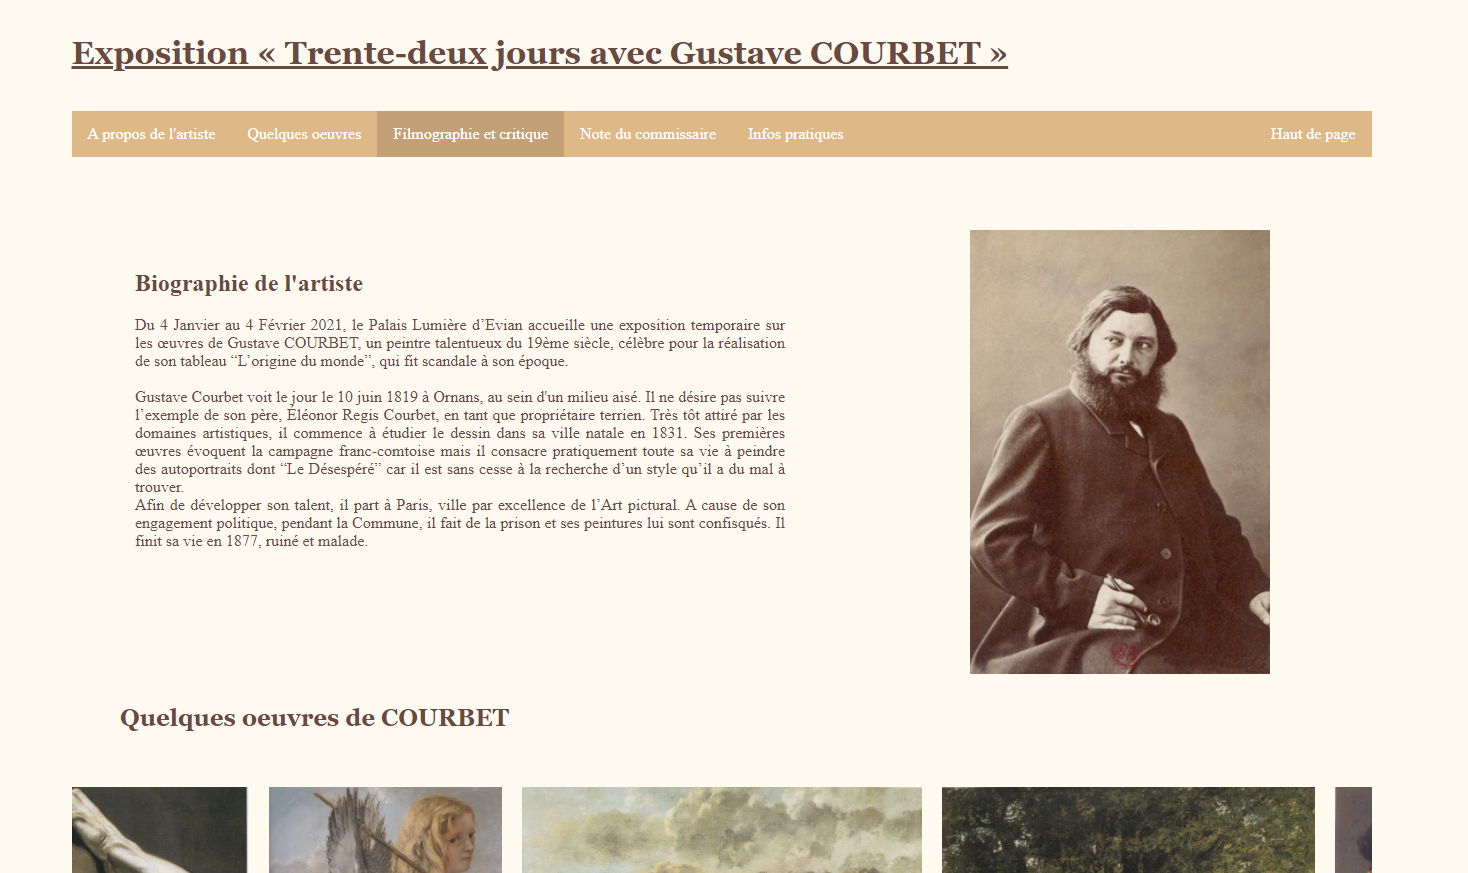 Exposition « Trente-deux jours avec Gustave COURBET »
A propos de l'artiste Quelques oeuvres Filmographie et critique Note du commissaire Infos pratiques Haut de page
Biographie de l'artiste
Du 4 Janvier au 4 Février 2021, le Palais Lumière d’Evian accueille une exposition temporaire sur
les œuvres de Gustave COURBET, un peintre talentueux du 19ème siècle, célèbre pour la réalisation
de son tableau “L’origine du monde”, qui fit scandale à son époque.
Gustave Courbet voit le jour le 10 juin 1819 à Ornans, au sein d'un milieu aisé. Il ne désire pas suivre
l’exemple de son père, Éléonor Regis Courbet, en tant que propriétaire terrien. Très tôt attiré par les
domaines artistiques, il commence à étudier le dessin dans sa ville natale en 1831. Ses premières
œuvres évoquent la campagne franc-comtoise mais il consacre pratiquement toute sa vie à peindre
des autoportraits dont “Le Désespéré” car il est sans cesse à la recherche d’un style qu’il a du mal à
trouver.
Afin de développer son talent, il part à Paris, ville par excellence de l’Art pictural. A cause de son
engagement politique, pendant la Commune, il fait de la prison et ses peintures lui sont confisqués. Il
finit sa vie en 1877, ruiné et malade.
Quelques oeuvres de COURBET